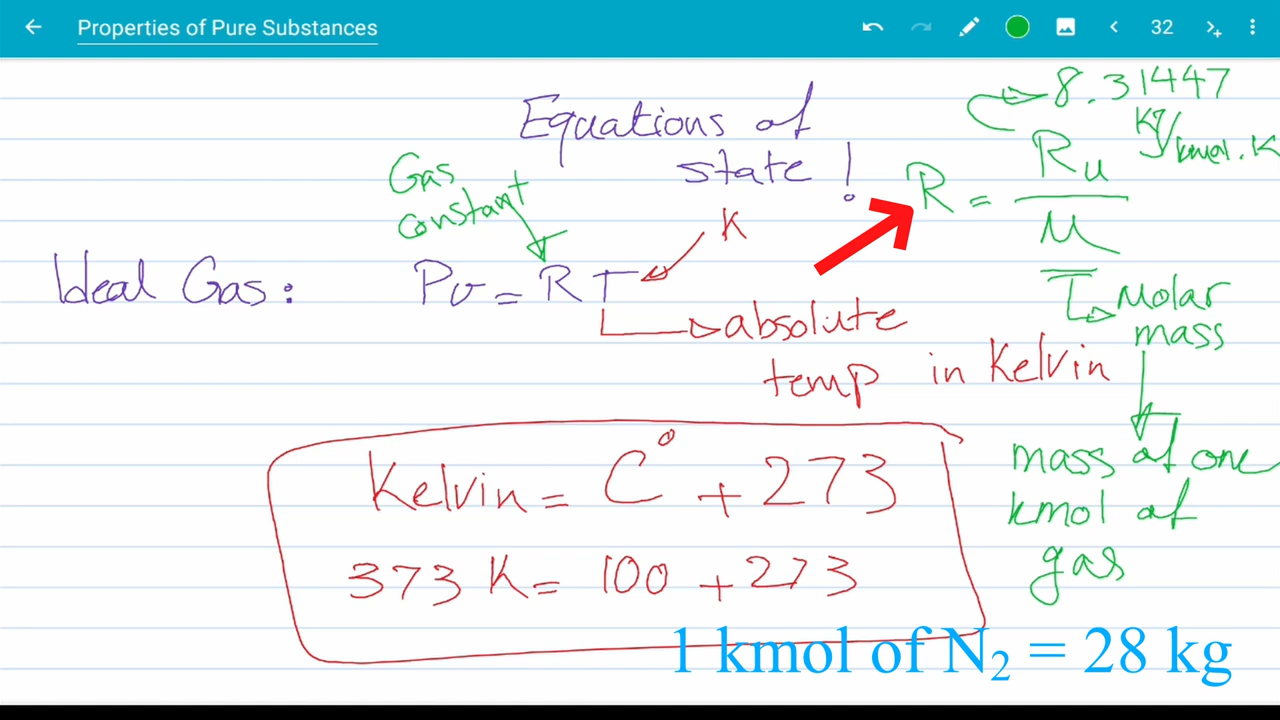 Properties of Pure Substances
32
Equations of
state!
Gas
constant
K
Ideal Gas: Pv = RT
absolute
temp in Kelvin
R = Ru / M
8.31447
kJ/kmol.K
Molar
mass
mass of one
kmol of
gas
Kelvin = C° + 273
373 K = 100 + 273
1 kmol of N₂ = 28 kg